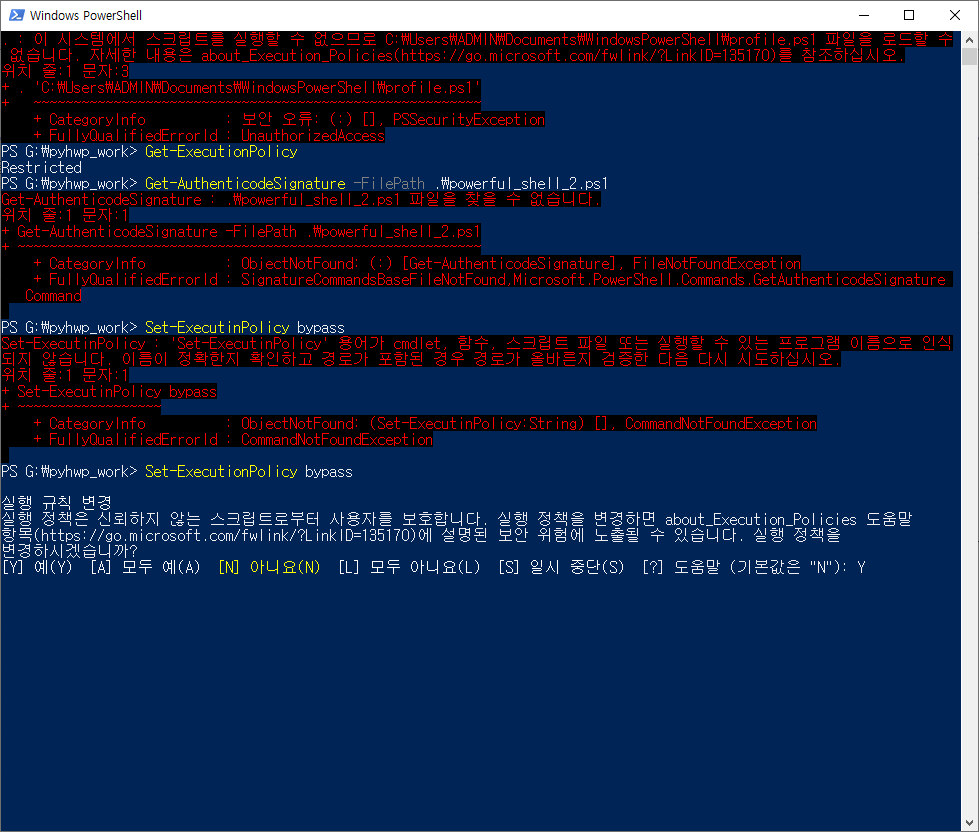 Windows PowerShell
. : 이 시스템에서 스크립트를 실행할 수 없으므로 C:\Users\ADMIN\Documents\WindowsPowerShell\profile.ps1 파일을 로드할 수
 없습니다. 자세한 내용은 about_Execution_Policies(https://go.microsoft.com/fwlink/?LinkID=135170)를 참조하십시오.
위치 줄:1 문자:3
+ . 'C:\Users\ADMIN\Documents\WindowsPowerShell\profile.ps1'
+   ~~~~~~~~~~~~~~~~~~~~~~~~~~~~~~~~~~~~~~~~~~~~~~~~~~~~~~~~
    + CategoryInfo          : 보안 오류: (:) [], PSSecurityException
    + FullyQualifiedErrorId : UnauthorizedAccess
PS G:\pyhwp_work> Get-ExecutionPolicy
Restricted
PS G:\pyhwp_work> Get-AuthenticodeSignature -FilePath .\powerful_shell_2.ps1
Get-AuthenticodeSignature : .\powerful_shell_2.ps1 파일을 찾을 수 없습니다.
위치 줄:1 문자:1
+ Get-AuthenticodeSignature -FilePath .\powerful_shell_2.ps1
+ ~~~~~~~~~~~~~~~~~~~~~~~~~~~~~~~~~~~~~~~~~~~~~~~~~~~~~~~~~~
    + CategoryInfo          : ObjectNotFound: (:) [Get-AuthenticodeSignature], FileNotFoundException
    + FullyQualifiedErrorId : SignatureCommandsBaseFileNotFound,Microsoft.PowerShell.Commands.GetAuthenticodeSignature
   Command
PS G:\pyhwp_work> Set-ExecutinPolicy bypass
Set-ExecutinPolicy : 'Set-ExecutinPolicy' 용어가 cmdlet, 함수, 스크립트 파일 또는 실행할 수 있는 프로그램 이름으로 인식
되지 않습니다. 이름이 정확한지 확인하고 경로가 포함된 경우 경로가 올바른지 검증한 다음 다시 시도하십시오.
위치 줄:1 문자:1
+ Set-ExecutinPolicy bypass
+ ~~~~~~~~~~~~~~~~~~
    + CategoryInfo          : ObjectNotFound: (Set-ExecutinPolicy:String) [], CommandNotFoundException
    + FullyQualifiedErrorId : CommandNotFoundException
PS G:\pyhwp_work> Set-ExecutionPolicy bypass
실행 규칙 변경
실행 정책은 신뢰하지 않는 스크립트로부터 사용자를 보호합니다. 실행 정책을 변경하면 about_Execution_Policies 도움말
항목(https://go.microsoft.com/fwlink/?LinkID=135170)에 설명된 보안 위험에 노출될 수 있습니다. 실행 정책을
변경하시겠습니까?
[Y] 예(Y)  [A] 모두 예(A)  [N] 아니요(N)  [L] 모두 아니요(L)  [S] 일시 중단(S)  [?] 도움말 (기본값은 "N"): Y